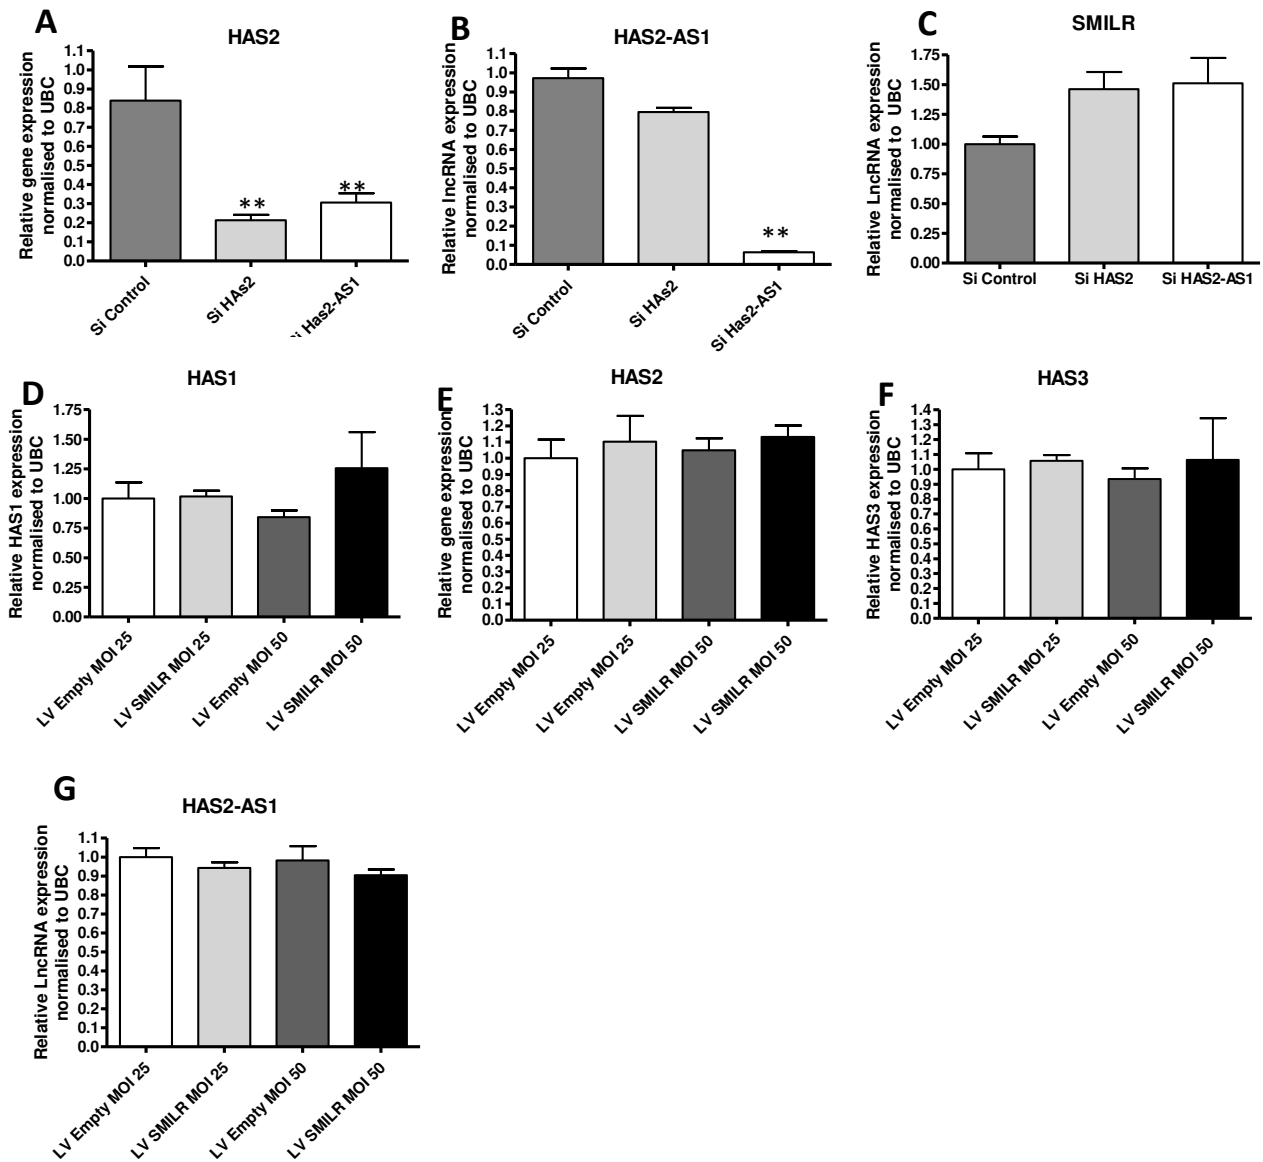 A
HAS2
Relative gene expression
normalised to UBC
1.1
1.0
0.9
0.8
0.7
0.6
0.5
0.4
0.3
0.2
0.1
0.0
**
**
Si Control
Si HAs2
Si Has2-AS1
B
HAS2-AS1
Relative lncRNA expression
normalised to UBC
1.1
1.0
0.9
0.8
0.7
0.6
0.5
0.4
0.3
0.2
0.1
0.0
**
Si Control
Si HAs2
Si Has2-AS1
C
SMILR
Relative LncRNA expression
normalised to UBC
1.75
1.50
1.25
1.00
0.75
0.50
0.25
0.00
Si Control
Si HAS2
Si HAS2-AS1
D
HAS1
Relative HAS1 expression
normalised to UBC
1.75
1.50
1.25
1.00
0.75
0.50
0.25
0.00
LV Empty MOI 25
LV SMILR MOI 25
LV Empty MOI 50
LV SMILR MOI 50
E
HAS2
Relative gene expression
normalised to UBC
1.3
1.2
1.1
1.0
0.9
0.8
0.7
0.6
0.5
0.4
0.3
0.2
0.1
0.0
LV Empty MOI 25
LV Empty MOI 25
LV SMILR MOI 50
LV SMILR MOI 50
F
HAS3
Relative HAS3 expression
normalised to UBC
1.4
1.3
1.2
1.1
1.0
0.9
0.8
0.7
0.6
0.5
0.4
0.3
0.2
0.1
0.0
LV Empty MOI 25
LV SMILR MOI 25
LV Empty MOI 50
LV SMILR MOI 50
G
HAS2-AS1
Relative LncRNA expression
normalised to UBC
1.1
1.0
0.9
0.8
0.7
0.6
0.5
0.4
0.3
0.2
0.1
0.0
LV Empty MOI 25
LV SMILR MOI 25
LV Empty MOI 50
LV SMILR MOI 50